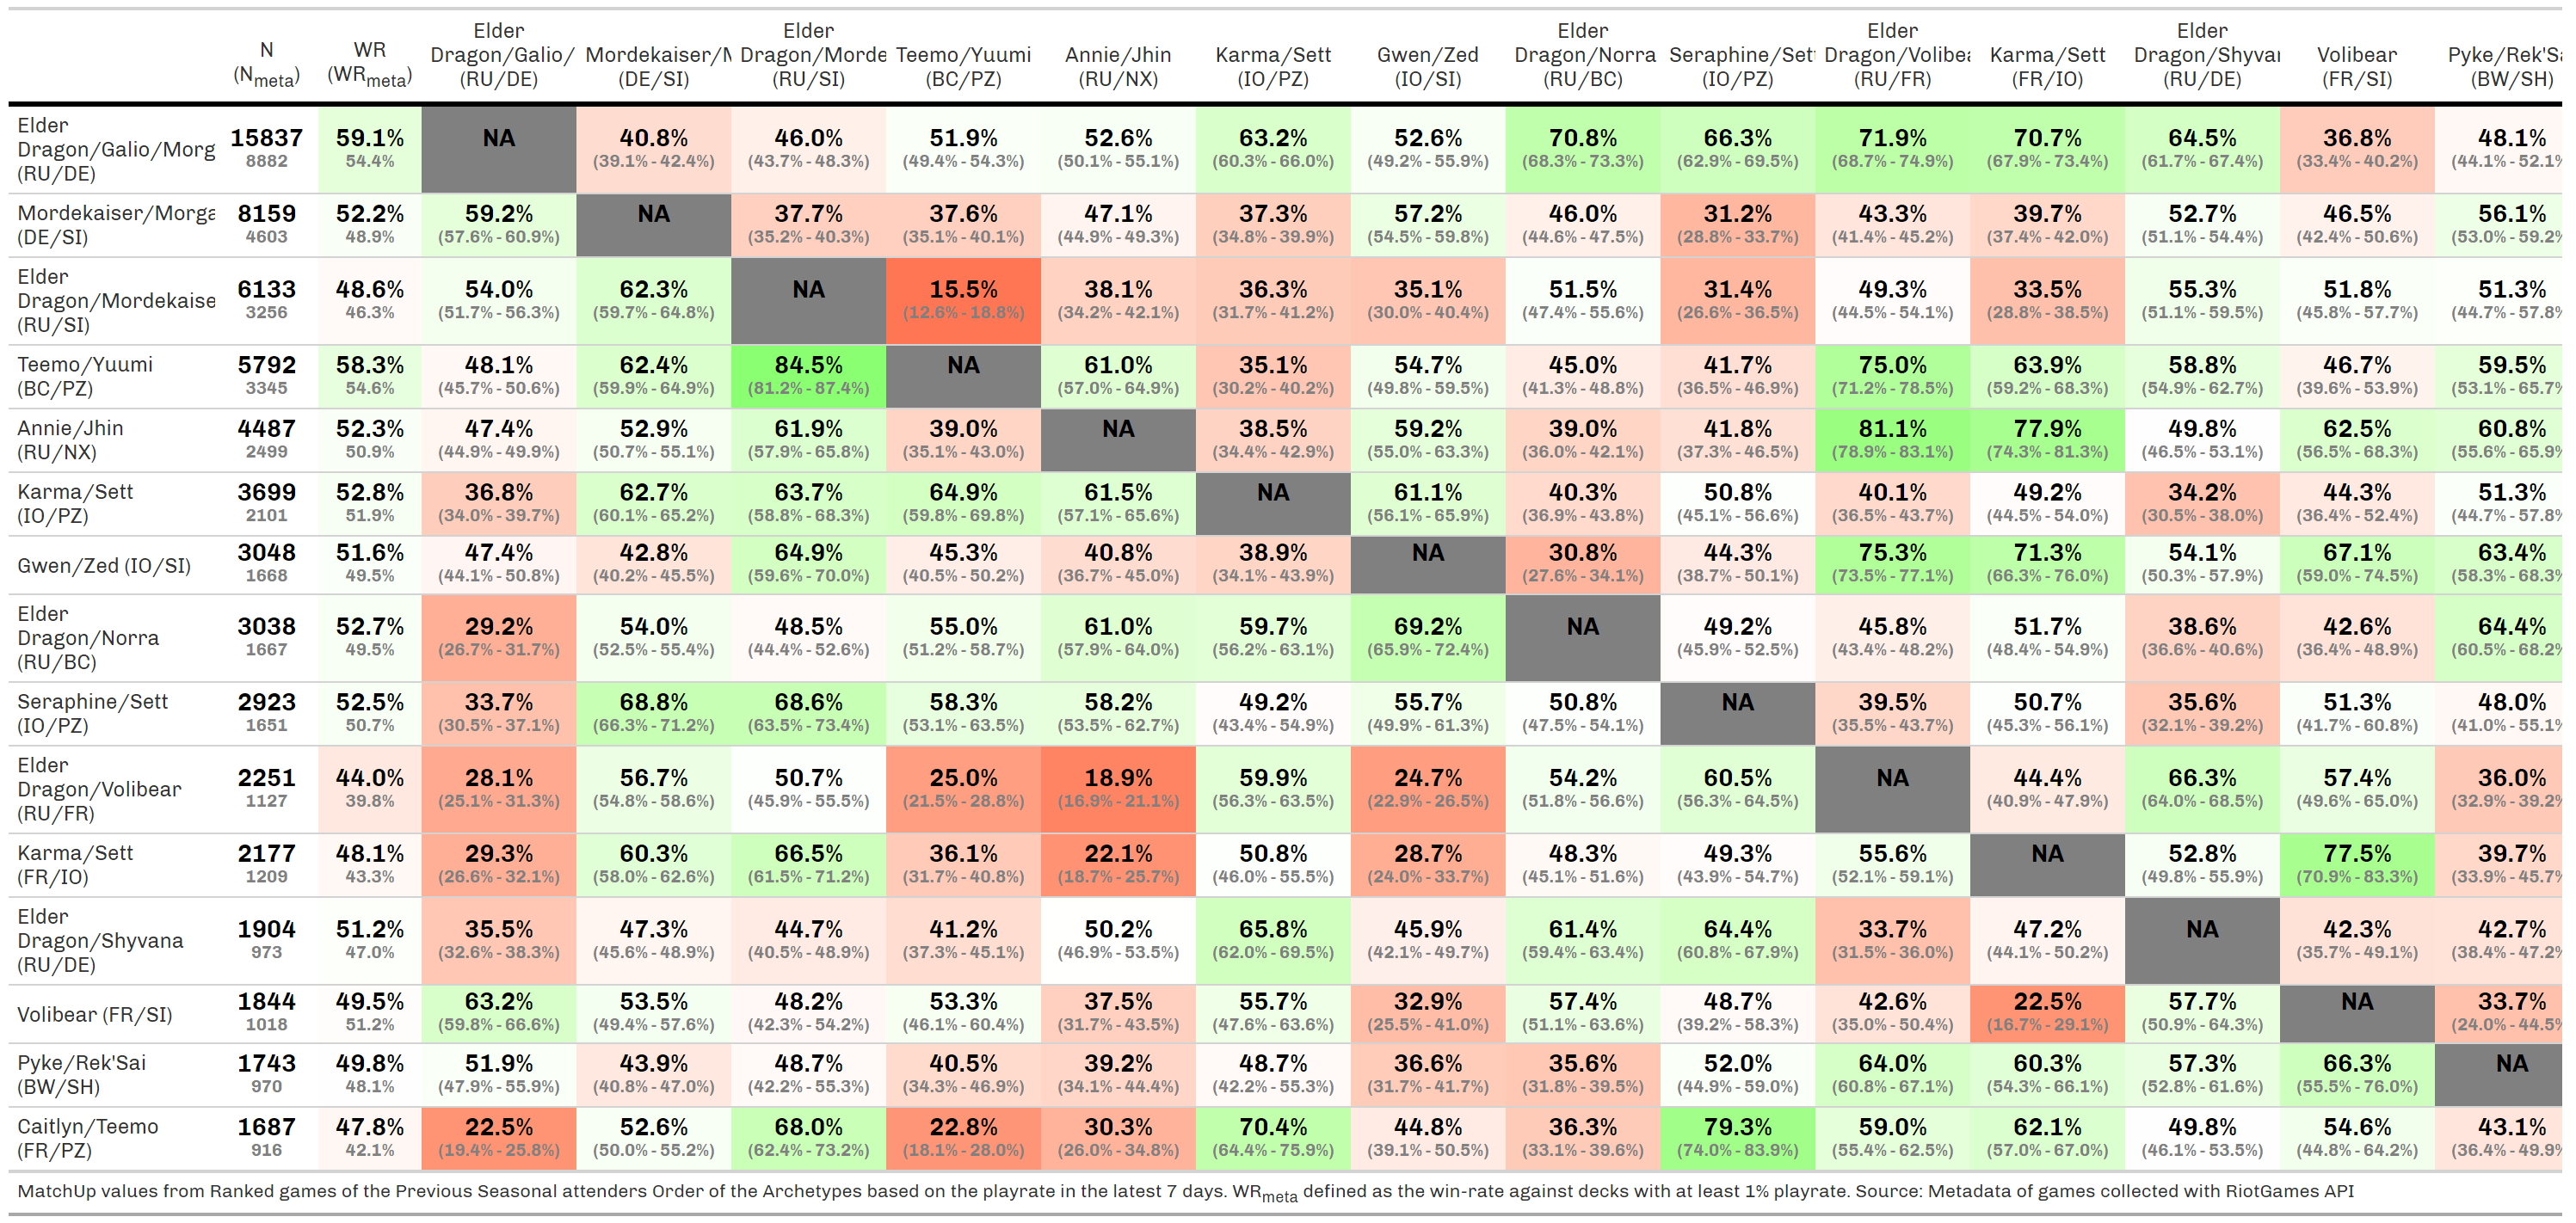 N (Nmeta) WR (WRmeta) Elder Dragon/Galio/ (RU/DE) Mordekaiser/M (DE/SI) Elder Dragon/Morde (RU/SI) Teemo/Yuumi (BC/PZ) Annie/Jhin (RU/NX) Karma/Sett (IO/PZ) Gwen/Zed (IO/SI) Elder Dragon/Norra (RU/BC) Seraphine/Set (IO/PZ) Elder Dragon/Volibea (RU/FR) Karma/Sett (FR/IO) Elder Dragon/Shyvar (RU/DE) Volibear (FR/SI) Pyke/Rek'Sa (BW/SH)
Elder Dragon/Galio/Morg (RU/DE) 15837 59.1% NA 40.8% 46.0% 51.9% 52.6% 63.2% 52.6% 70.8% 66.3% 71.9% 70.7% 64.5% 36.8% 48.1%
8882 54.4% (39.1% - 42.4%) (43.7% - 48.3%) (49.4% - 54.3%) (50.1% - 55.1%) (60.3% - 66.0%) (49.2% - 55.9%) (68.3% - 73.3%) (62.9% - 69.5%) (68.7% - 74.9%) (67.9% - 73.4%) (61.7% - 67.4%) (33.4% - 40.2%) (44.1% - 52.1%
Mordekaiser/Morga (DE/SI) 8159 52.2% 59.2% NA 37.7% 37.6% 47.1% 37.3% 57.2% 46.0% 31.2% 43.3% 39.7% 52.7% 46.5% 56.1%
4603 48.9% (57.6% - 60.9%) (35.2% - 40.3%) (35.1% - 40.1%) (44.9% - 49.3%) (34.8% - 39.9%) (54.5% - 59.8%) (44.6% - 47.5%) (28.8% - 33.7%) (41.4% - 45.2%) (37.4% - 42.0%) (51.1% - 54.4%) (42.4% - 50.6%) (53.0% - 59.2%
Elder Dragon/Mordekaise (RU/SI) 6133 48.6% 54.0% 62.3% NA 15.5% 38.1% 36.3% 35.1% 51.5% 31.4% 49.3% 33.5% 55.3% 51.8% 51.3%
3256 46.3% (51.7% - 56.3%) (59.7% - 64.8%) (12.6% - 18.8%) (34.2% - 42.1%) (31.7% - 41.2%) (30.0% - 40.4%) (47.4% - 55.6%) (26.6% - 36.5%) (44.5% - 54.1%) (28.8% - 38.5%) (51.1% - 59.5%) (45.8% - 57.7%) (44.7% - 57.8%
Teemo/Yuumi (BC/PZ) 5792 58.3% 48.1% 62.4% 84.5% NA 61.0% 35.1% 54.7% 45.0% 41.7% 75.0% 63.9% 58.8% 46.7% 59.5%
3345 54.6% (45.7% - 50.6%) (59.9% - 64.9%) (81.2% - 87.4%) (57.0% - 64.9%) (30.2% - 40.2%) (49.8% - 59.5%) (41.3% - 48.8%) (36.5% - 46.9%) (71.2% - 78.5%) (59.2% - 68.3%) (54.9% - 62.7%) (39.6% - 53.9%) (53.1% - 65.7%
Annie/Jhin (RU/NX) 4487 52.3% 47.4% 52.9% 61.9% 39.0% NA 38.5% 59.2% 39.0% 41.8% 81.1% 77.9% 49.8% 62.5% 60.8%
2499 50.9% (44.9% - 49.9%) (50.7% - 55.1%) (57.9% - 65.8%) (35.1% - 43.0%) (34.4% - 42.9%) (55.0% - 63.3%) (36.0% - 42.1%) (37.3% - 46.5%) (78.9% - 83.1%) (74.3% - 81.3%) (46.5% - 53.1%) (56.5% - 68.3%) (55.6% - 65.9%
Karma/Sett (IO/PZ) 3699 52.8% 36.8% 62.7% 63.7% 64.9% 61.5% NA 61.1% 40.3% 50.8% 40.1% 49.2% 34.2% 44.3% 51.3%
2101 51.9% (34.0% - 39.7%) (60.1% - 65.2%) (58.8% - 68.3%) (59.8% - 69.8%) (57.1% - 65.6%) (56.1% - 65.9%) (36.9% - 43.8%) (45.1% - 56.6%) (36.5% - 43.7%) (44.5% - 54.0%) (30.5% - 38.0%) (36.4% - 52.4%) (44.7% - 57.8%
Gwen/Zed (IO/SI) 3048 51.6% 47.4% 42.8% 64.9% 45.3% 40.8% 38.9% NA 30.8% 44.3% 75.3% 71.3% 54.1% 67.1% 63.4%
1668 49.5% (44.1% - 50.8%) (40.2% - 45.5%) (59.6% - 70.0%) (40.5% - 50.2%) (36.7% - 45.0%) (34.1% - 43.9%) (27.6% - 34.1%) (38.7% - 50.1%) (73.5% - 77.1%) (66.3% - 76.0%) (50.3% - 57.9%) (59.0% - 74.5%) (58.3% - 68.3%
Elder Dragon/Norra (RU/BC) 3038 52.7% 29.2% 54.0% 48.5% 55.0% 61.0% 59.7% 69.2% NA 49.2% 45.8% 51.7% 38.6% 42.6% 64.4%
1667 49.5% (26.7% - 31.7%) (52.5% - 55.4%) (44.4% - 52.6%) (51.2% - 58.7%) (57.9% - 64.0%) (56.2% - 63.1%) (65.9% - 72.4%) (45.9% - 52.5%) (43.4% - 48.2%) (48.4% - 54.9%) (36.6% - 40.6%) (36.4% - 48.9%) (60.5% - 68.2%
Seraphine/Sett (IO/PZ) 2923 52.5% 33.7% 68.8% 68.6% 58.3% 58.2% 49.2% 55.7% 50.8% NA 39.5% 50.7% 35.6% 51.3% 48.0%
1651 50.7% (30.5% - 37.1%) (66.3% - 71.2%) (63.5% - 73.4%) (53.1% - 63.5%) (53.5% - 62.7%) (43.4% - 54.9%) (49.9% - 61.3%) (47.5% - 54.1%) (35.5% - 43.7%) (45.3% - 56.1%) (32.1% - 39.2%) (41.7% - 60.8%) (41.0% - 55.1%
Elder Dragon/Volibear (RU/FR) 2251 44.0% 28.1% 56.7% 50.7% 25.0% 18.9% 59.9% 24.7% 54.2% 60.5% NA 44.4% 66.3% 57.4% 36.0%
1127 39.8% (25.1% - 31.3%) (54.8% - 58.6%) (45.9% - 55.5%) (21.5% - 28.8%) (16.9% - 21.1%) (56.3% - 63.5%) (22.9% - 26.5%) (51.8% - 56.6%) (56.3% - 64.5%) (40.9% - 47.9%) (64.0% - 68.5%) (49.6% - 65.0%) (32.9% - 39.2%
Karma/Sett (FR/IO) 2177 48.1% 29.3% 60.3% 66.5% 36.1% 22.1% 50.8% 28.7% 48.3% 49.3% 55.6% NA 52.8% 77.5% 39.7%
1209 43.3% (26.6% - 32.1%) (58.0% - 62.6%) (61.5% - 71.2%) (31.7% - 40.8%) (18.7% - 25.7%) (46.0% - 55.5%) (24.0% - 33.7%) (45.1% - 51.6%) (43.9% - 54.7%) (52.1% - 59.1%) (49.8% - 55.9%) (70.9% - 83.3%) (33.9% - 45.7%
Elder Dragon/Shyvana (RU/DE) 1904 51.2% 35.5% 47.3% 44.7% 41.2% 50.2% 65.8% 45.9% 61.4% 64.4% 33.7% 47.2% NA 42.3% 42.7%
973 47.0% (32.6% - 38.3%) (45.6% - 48.9%) (40.5% - 48.9%) (37.3% - 45.1%) (46.9% - 53.5%) (62.0% - 69.5%) (42.1% - 49.7%) (59.4% - 63.4%) (60.8% - 67.9%) (31.5% - 36.0%) (44.1% - 50.2%) (35.7% - 49.1%) (38.4% - 47.2%
Volibear (FR/SI) 1844 49.5% 63.2% 53.5% 48.2% 53.3% 37.5% 55.7% 32.9% 57.4% 48.7% 42.6% 22.5% 57.7% NA 33.7%
1018 51.2% (59.8% - 66.6%) (49.4% - 57.6%) (42.3% - 54.2%) (46.1% - 60.4%) (31.7% - 43.5%) (47.6% - 63.6%) (25.5% - 41.0%) (51.1% - 63.6%) (39.2% - 58.3%) (35.0% - 50.4%) (16.7% - 29.1%) (50.9% - 64.3%) (24.0% - 44.5%
Pyke/Rek'Sai (BW/SH) 1743 49.8% 51.9% 43.9% 48.7% 40.5% 39.2% 48.7% 36.6% 35.6% 52.0% 64.0% 60.3% 57.3% 66.3% NA
970 48.1% (47.9% - 55.9%) (40.8% - 47.0%) (42.2% - 55.3%) (34.3% - 46.9%) (34.1% - 44.4%) (42.2% - 55.3%) (31.7% - 41.7%) (31.8% - 39.5%) (44.9% - 59.0%) (60.8% - 67.1%) (54.3% - 66.1%) (52.8% - 61.6%) (55.5% - 76.0%)
Caitlyn/Teemo (FR/PZ) 1687 47.8% 22.5% 52.6% 68.0% 22.8% 30.3% 70.4% 44.8% 36.3% 79.3% 59.0% 62.1% 49.8% 54.6% 43.1%
916 42.1% (19.4% - 25.8%) (50.0% - 55.2%) (62.4% - 73.2%) (18.1% - 28.0%) (26.0% - 34.8%) (64.4% - 75.9%) (39.1% - 50.5%) (33.1% - 39.6%) (74.0% - 83.9%) (55.4% - 62.5%) (57.0% - 67.0%) (46.1% - 53.5%) (44.8% - 64.2%) (36.4% - 49.9%
MatchUp values from Ranked games of the Previous Seasonal attenders Order of the Archetypes based on the playrate in the latest 7 days. WRmeta defined as the win-rate against decks with at least 1% playrate. Source: Metadata of games collected with RiotGames API